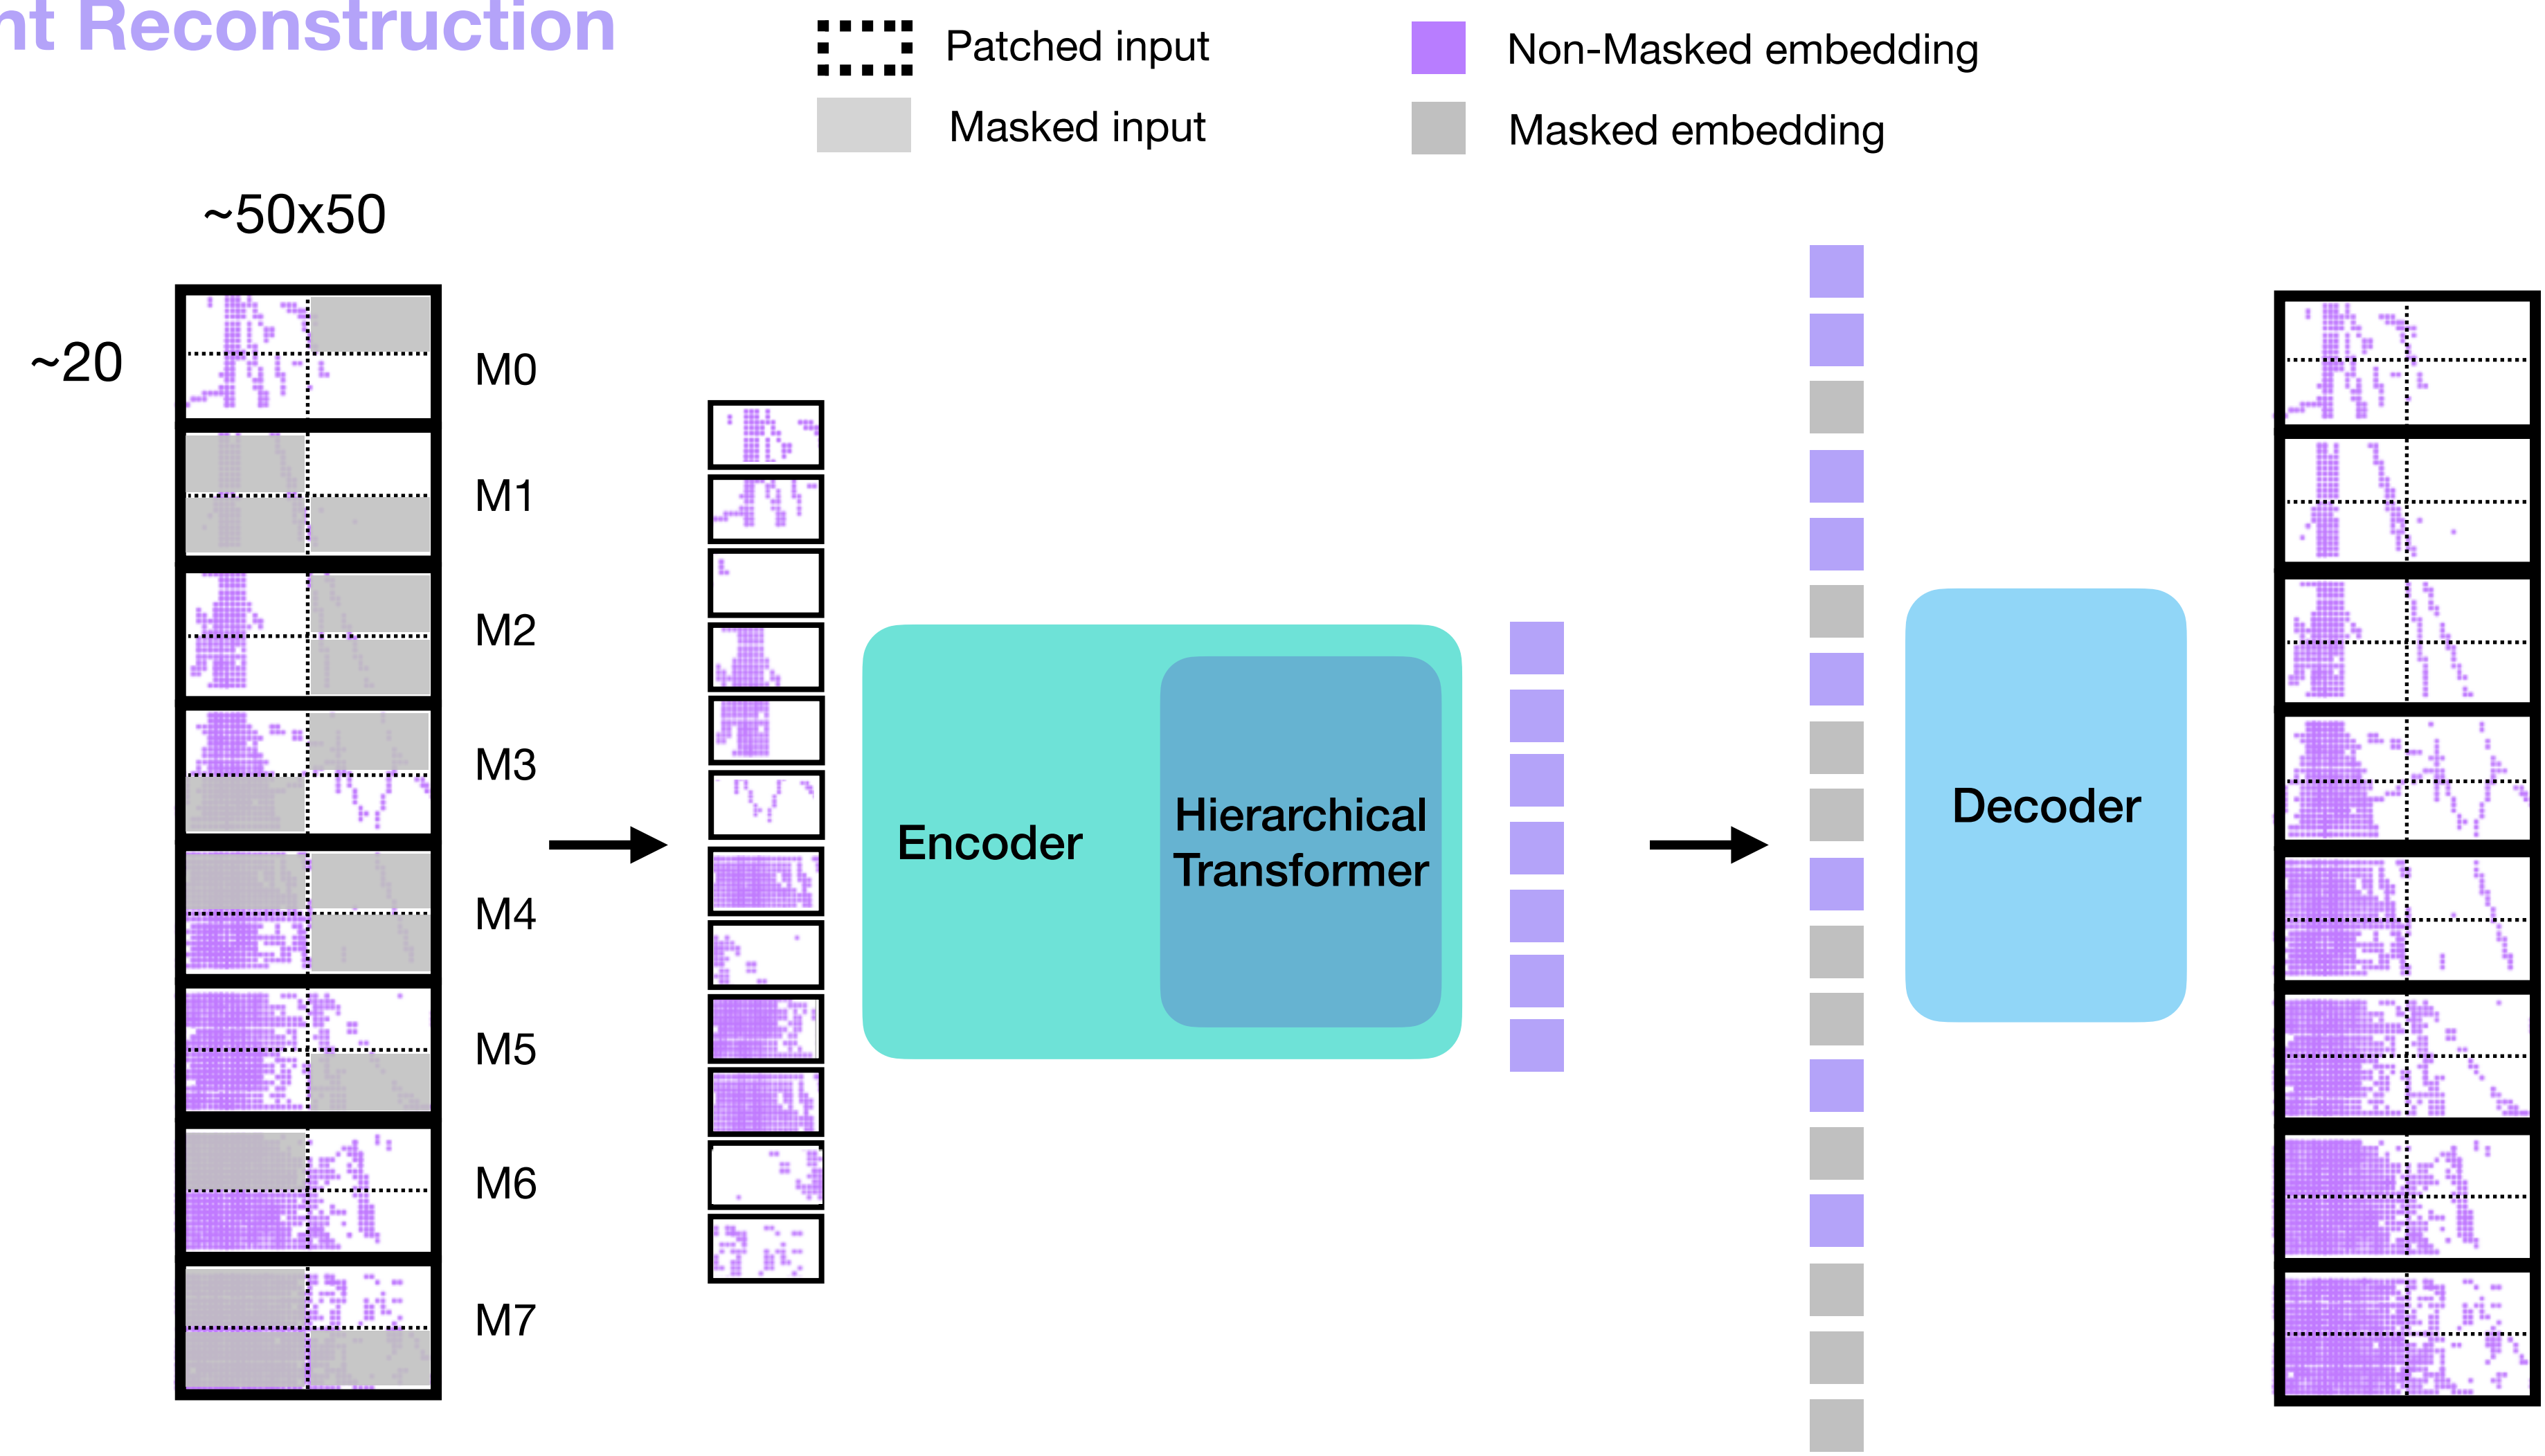 nt Reconstruction
Patched input
Non-Masked embedding
Masked input
Masked embedding
~50x50
~20
M0
M1
M2
M3
M4
M5
M6
M7
Encoder
Hierarchical
Transformer
Decoder